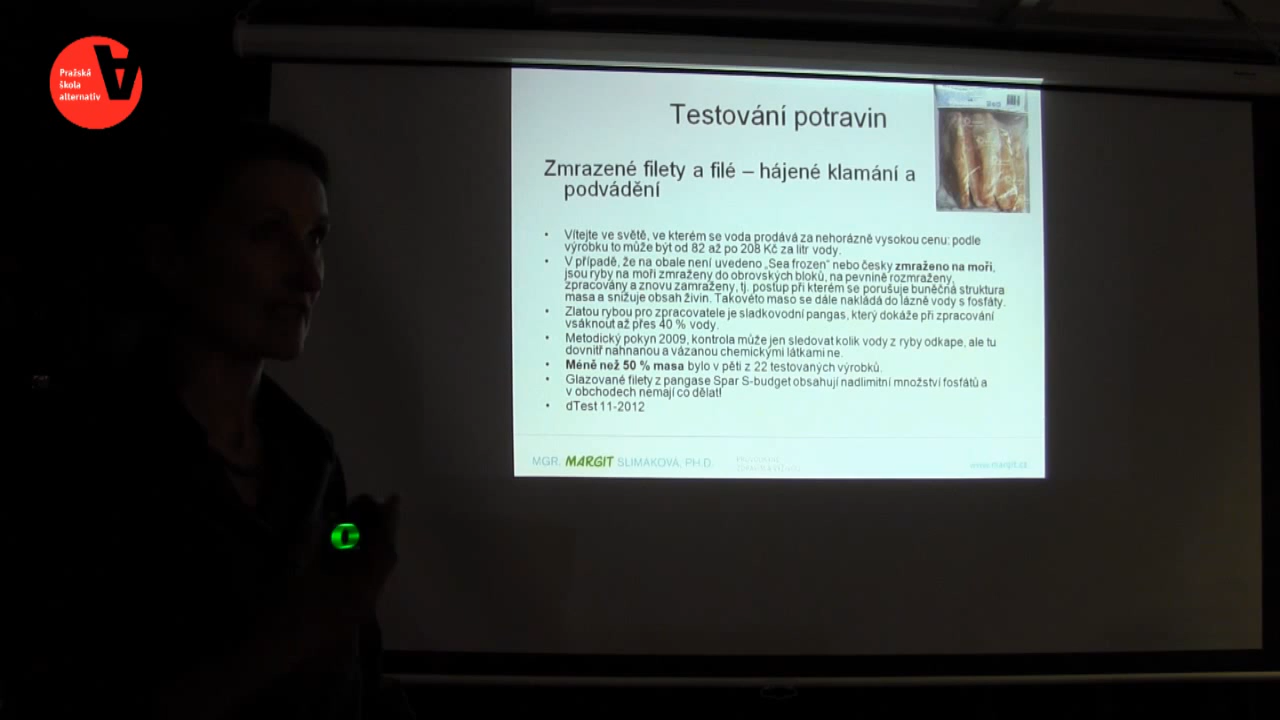 Pražská
škola
alternativ
Testování potravin
Zmrazené filety a filé – hájené klamání a
podvádění
• Vítejte ve světě, ve kterém se voda prodává za nehorázně vysokou cenu: podle
výrobku to může být od 82 až po 208 Kč za litr vody.
• V případě, že na obale není uvedeno „Sea frozen“ nebo česky zmraženo na moři,
jsou ryby na moři zmraženy do obrovských bloků, na pevnině rozmraženy,
zpracovány a znovu zamraženy, tj. postup při kterém se porušuje buněčná struktura
masa a snižuje obsah živin. Takovéto maso se dále nakládá do lázně vody s fosfáty.
• Zlatou rybou pro zpracovatele je sladkovodní pangas, který dokáže při zpracování
vsáknout až přes 40 % vody.
• Metodický pokyn 2009, kontrola může jen sledovat kolik vody z ryby odkape, ale tu
dovnitř nahnanou a vázanou chemickými látkami ne.
• Méně než 50 % masa bylo v pěti z 22 testovaných výrobků.
• Glazované filety z pangase Spar S-budget obsahují nadlimitní množství fosfátů a
v obchodech nemají co dělat!
• dTest 11-2012
MGR. MARGIT SLIMÁKOVÁ, PH.D.
www.margit.cz